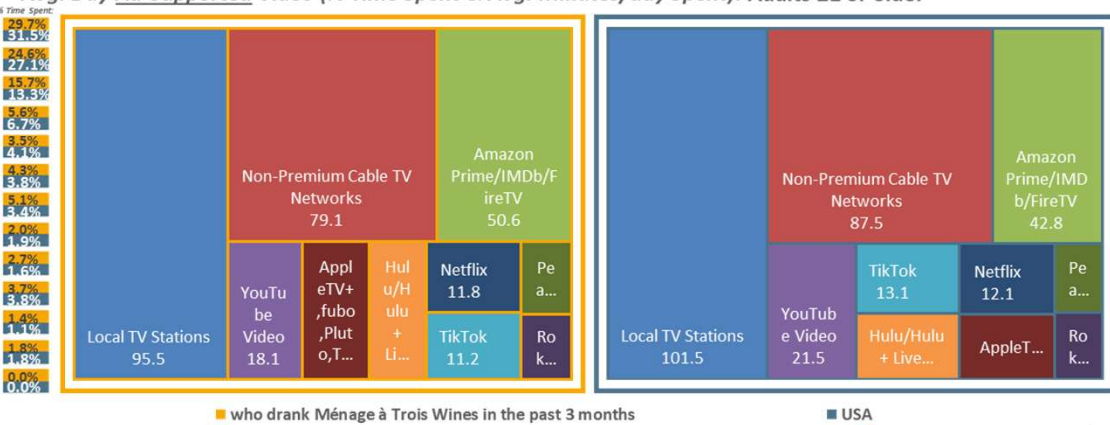 % Time Spent:
29.7%
31.5%
24.6%
27.1%
15.7%
13.3%
5.6%
6.7%
3.5%
4.1%
4.3%
3.8%
5.1%
3.4%
2.0%
1.9%
2.7%
1.6%
3.7%
3.8%
1.4%
1.1%
1.8%
1.8%
0.0%
0.0%
Local TV Stations
95.5
Non-Premium Cable TV
Networks
79.1
Amazon
Prime/IMDb/F
ireTV
50.6
YouTu
be
Video
18.1
Appl
eTV+
,fubo
,Plut
o,T...
Hul
u/H
ulu
+
Li...
Netflix
11.8
TikTok
11.2
Pe
a...
Ro
k...
Local TV Stations
101.5
Non-Premium Cable TV
Networks
87.5
Amazon
Prime/IMD
b/FireTV
42.8
YouTub
e Video
21.5
TikTok
13.1
Hulu/Hulu
+ Live...
Netflix
12.1
AppleT...
Pe
a...
Ro
k...
who drank Ménage à Trois Wines in the past 3 months
USA